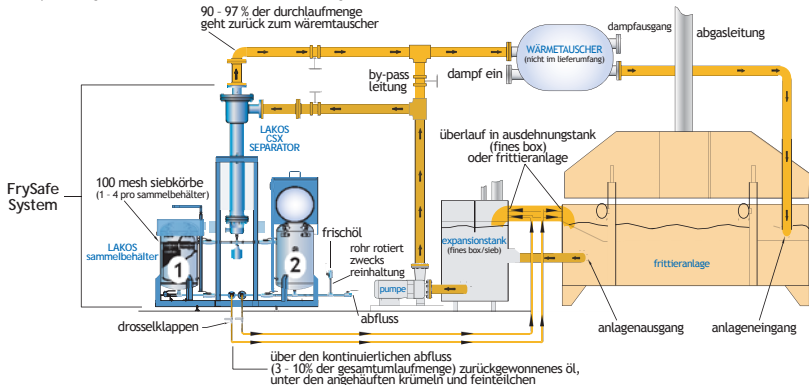 90 - 97 % der durchlaufmenge
geht zurück zum wäremtauscher
dampfausgang
abgasleitung
WÄRMETAUSCHER
(nicht im lieferumfang)
by-pass
leitung
dampf ein
LAKOS
CSX
SEPARATOR
überlauf in ausdehnungstank
(fines box)
oder frittieranlage
FrySafe
System
100 mesh siebkörbe
(1 - 4 pro sammelbehälter)
frischöl
LAKOS
sammelbehälter
1
2
rohr rotiert
zwecks
reinhaltung
expanionstank
(fines box/sieb)
frittieranlage
pumpe
abfluss
drosselklappen
anlagenausgang
anlageneingang
über den kontinuierlichen abfluss
(3 - 10% der gesamtumlaufmenge) zurückgewonnenes öl,
unter den angehäuften krümeln und feinteilchen